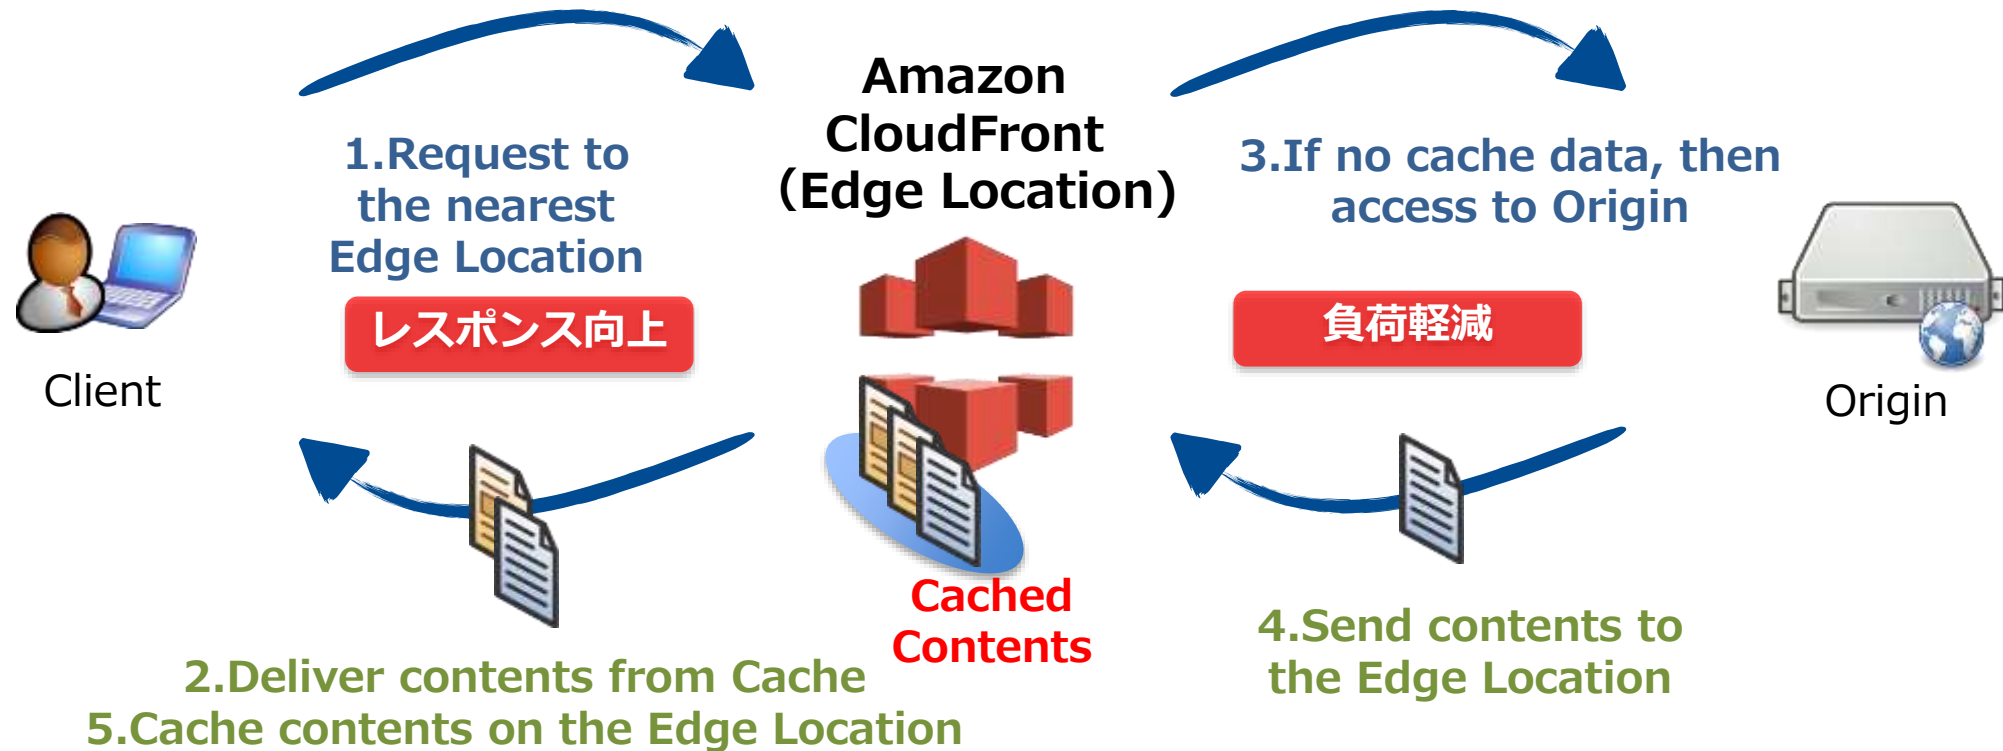 Amazon
CloudFront
（Edge Location）
1.Request to
the nearest
Edge Location
レスポンス向上
3.If no cache data, then
access to Origin
負荷軽減
Client
Origin
Cached
Contents
2.Deliver contents from Cache
5.Cache contents on the Edge Location
4.Send contents to
the Edge Location